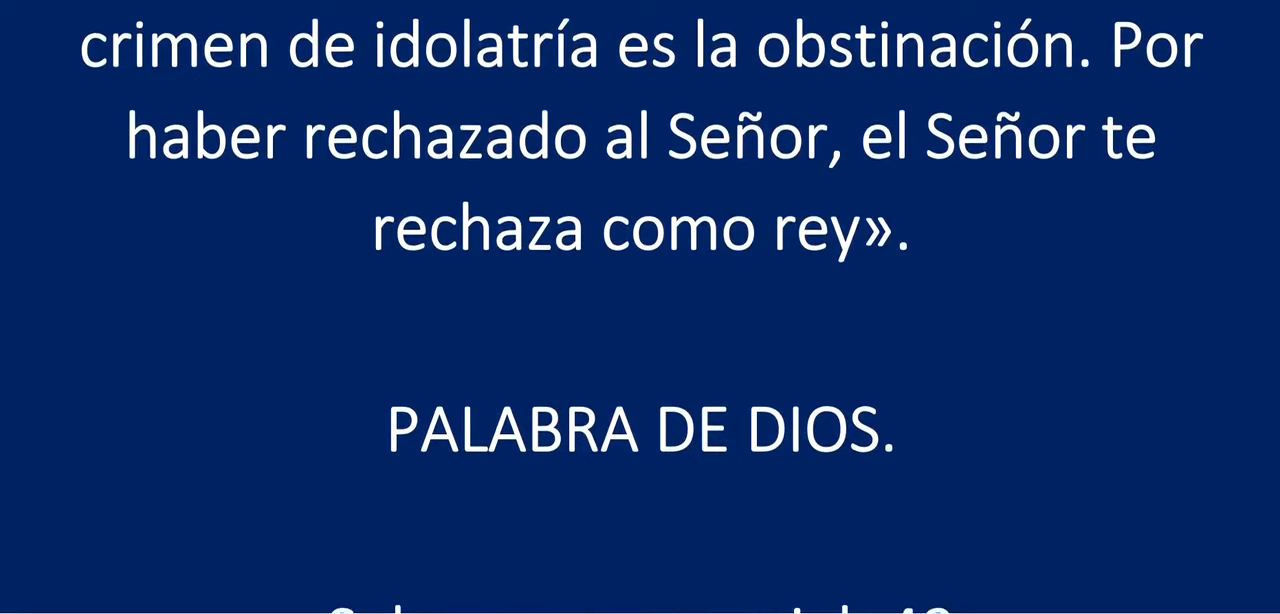 crimen de idolatría es la obstinación. Por
haber rechazado al Señor, el Señor te
rechaza como rey».
PALABRA DE DIOS.